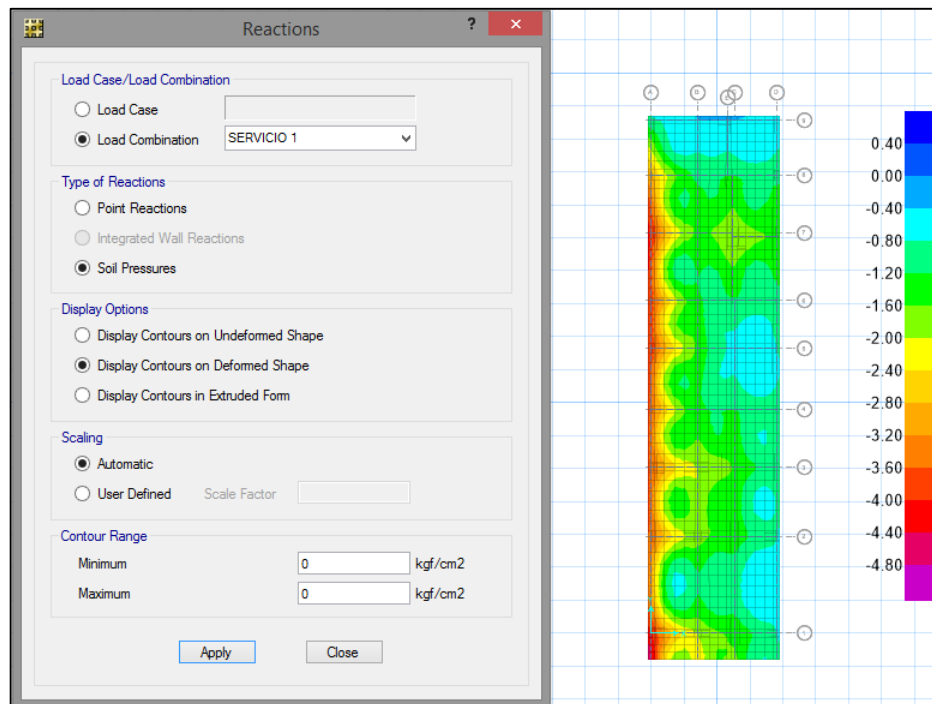 Reactions
?
×
Load Case/Load Combination
Load Case
Load Combination
SERVICIO 1
Type of Reactions
Point Reactions
Integrated Wall Reactions
Soil Pressures
Display Options
Display Contours on Undeformed Shape
Display Contours on Deformed Shape
Display Contours in Extruded Form
Scaling
Automatic
User Defined Scale Factor
Contour Range
Minimum 0 kgf/cm2
Maximum 0 kgf/cm2
Apply Close
A B D
7
6
5
4
3
2
1
0.40
0.00
-0.40
-0.80
-1.20
-1.60
-2.00
-2.40
-2.80
-3.20
-3.60
-4.00
-4.40
-4.80